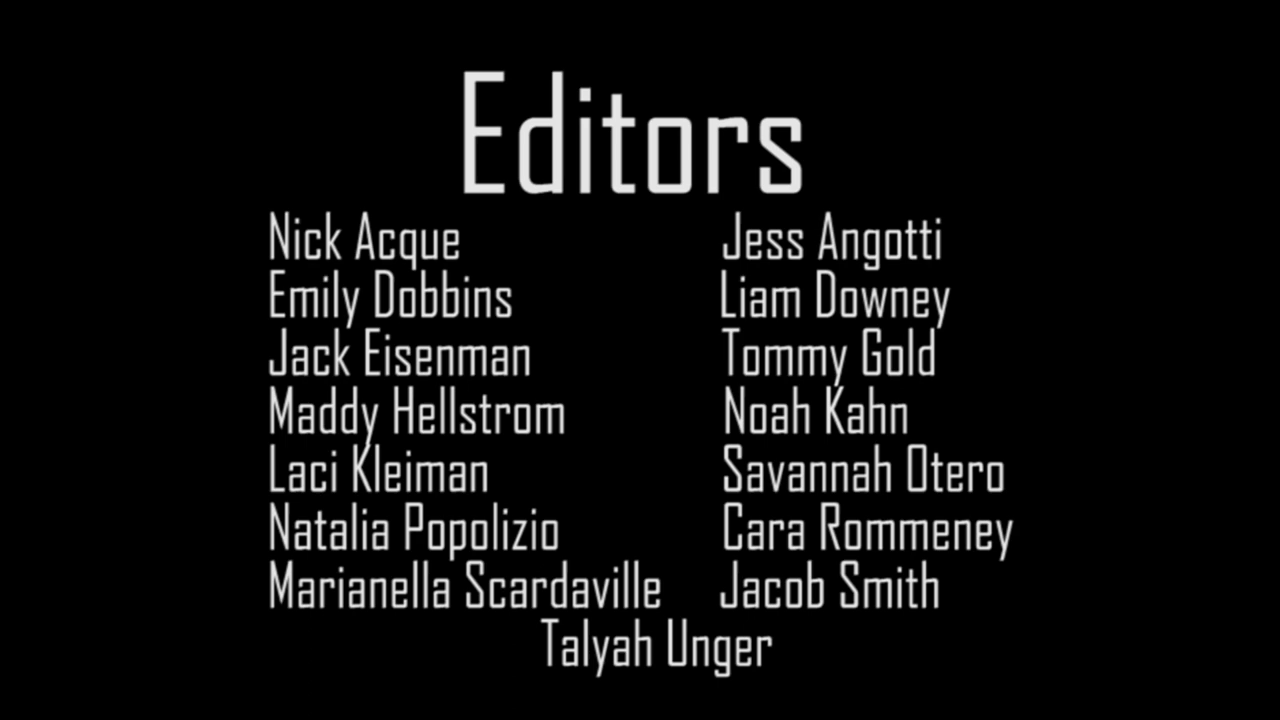 Editors
Nick Acque Jess Angotti
Emily Dobbins Liam Downey
Jack Eisenman Tommy Gold
Maddy Hellstrom Noah Kahn
Laci Kleiman Savannah Otero
Natalia Popolizio Cara Rommeney
Marianella Scardaville Jacob Smith
Talyah Unger